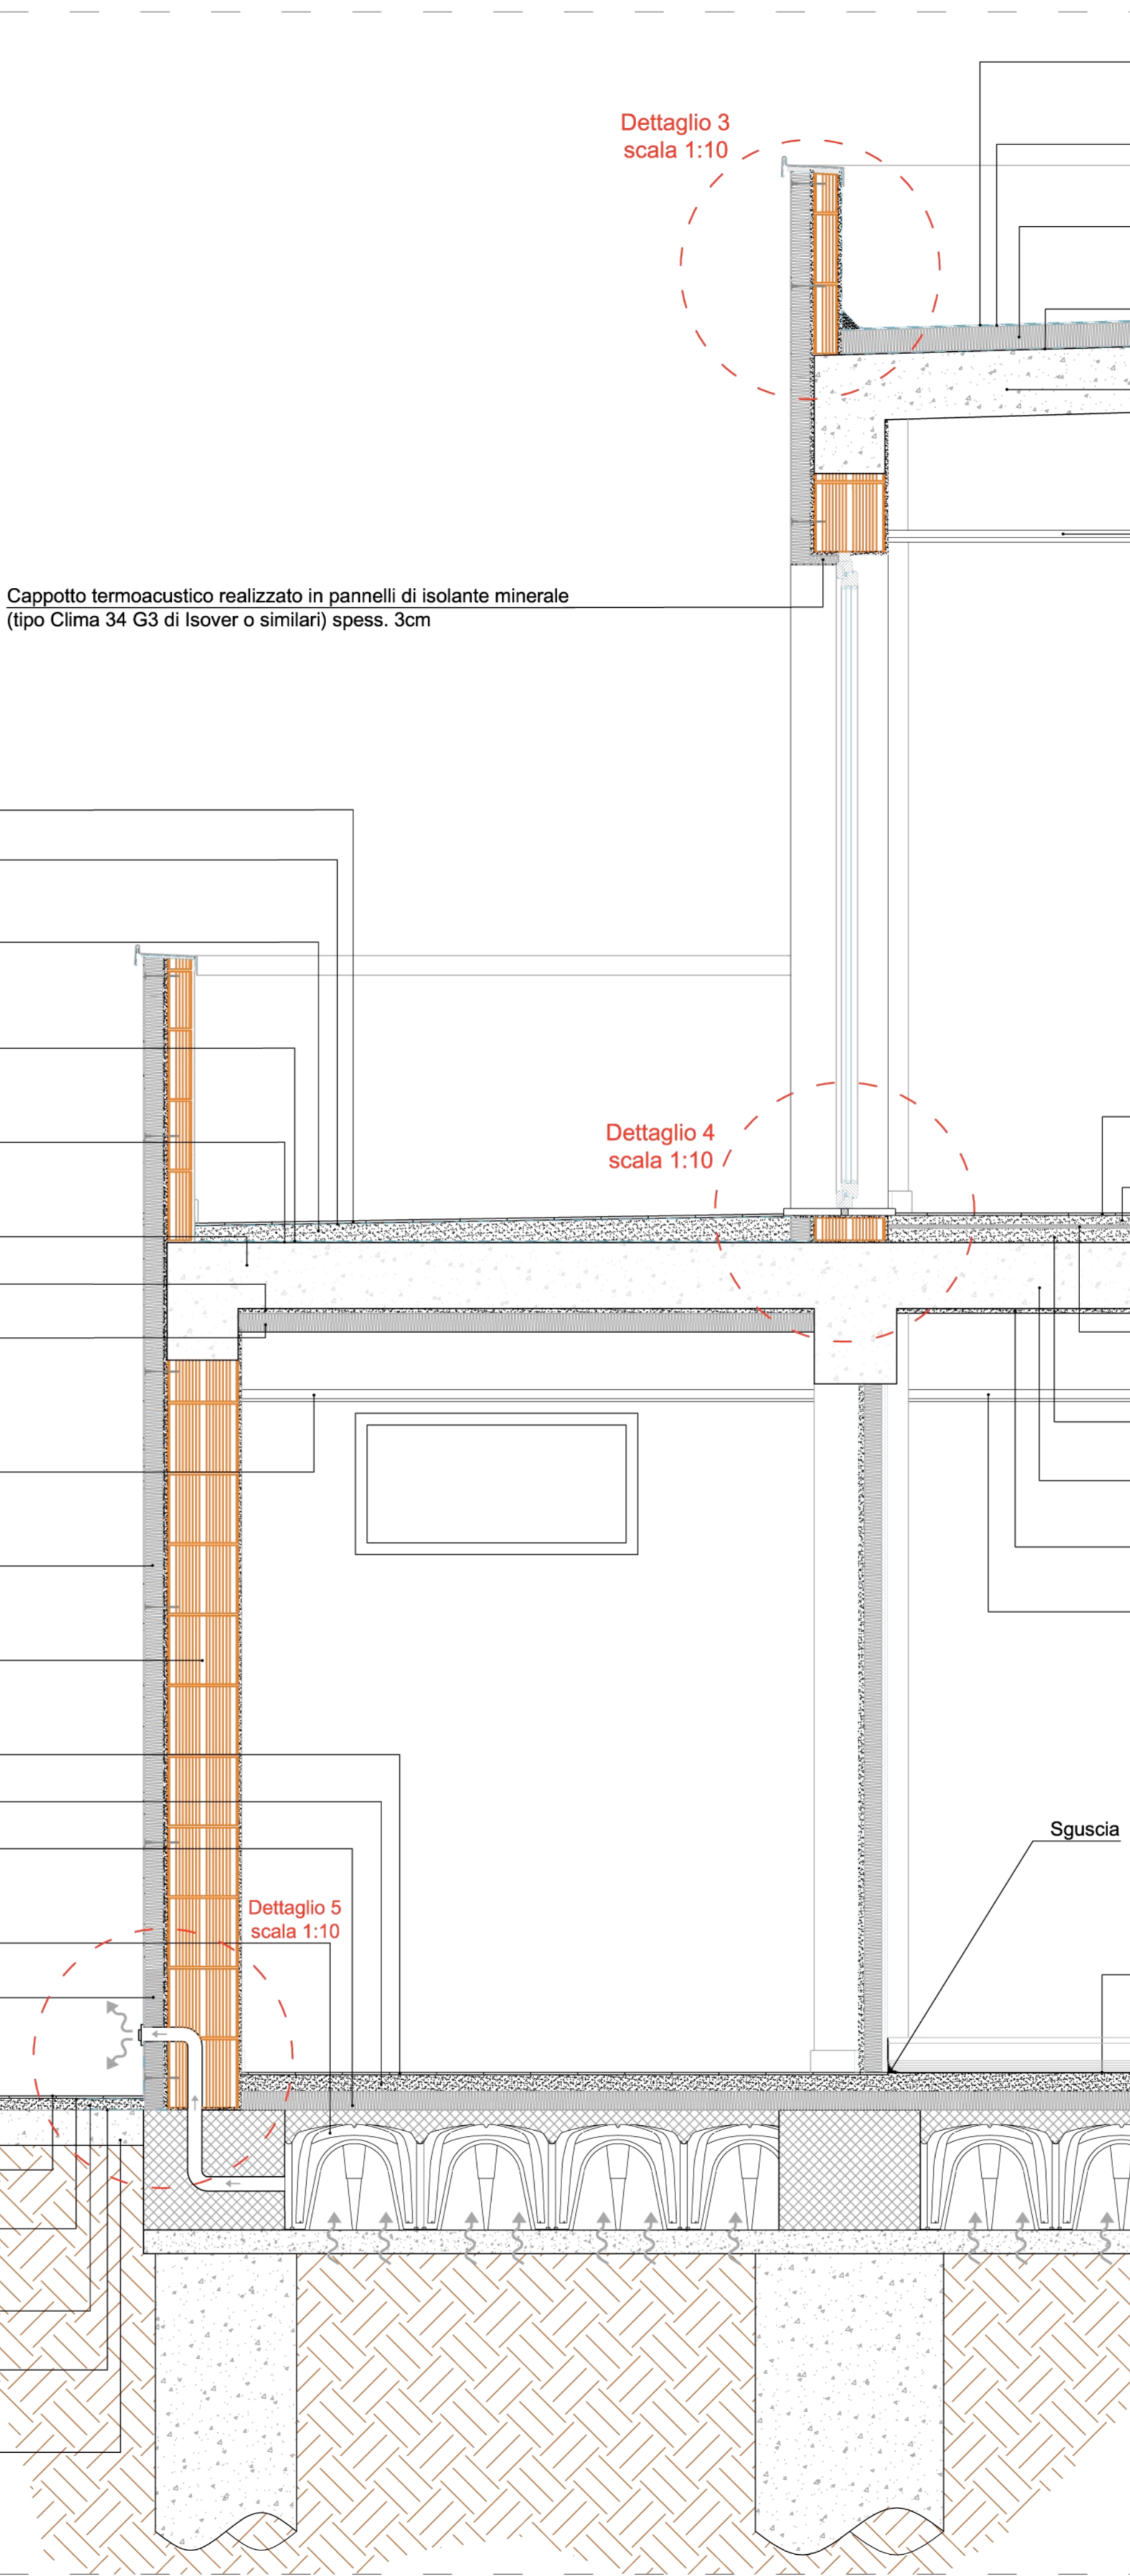 Dettaglio 3
scala 1:10
Cappotto termoacustico realizzato in pannelli di isolante minerale
(tipo Clima 34 G3 di Isover o similari) spess. 3cm
Dettaglio 4
scala 1:10
Sguscia
Dettaglio 5
scala 1:10